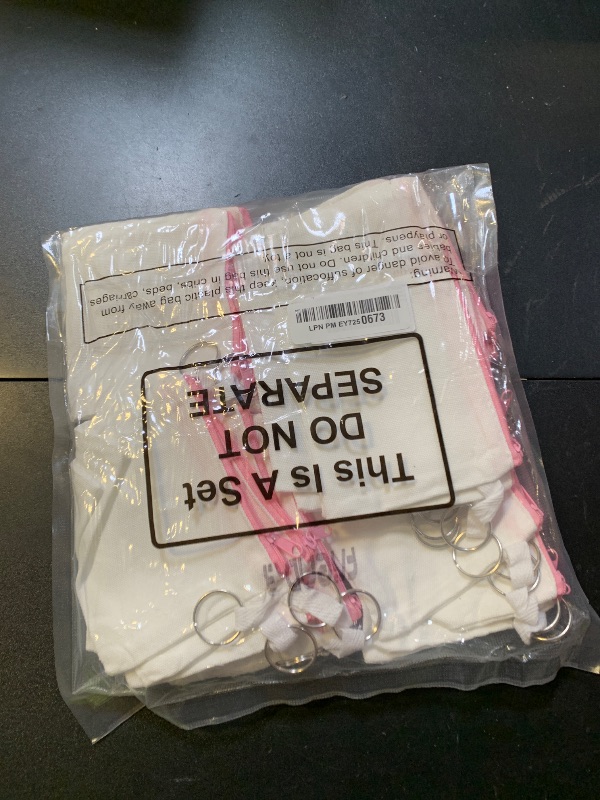 This Is A Set
DO NOT
SEPARATE
LPN PM EY7250673
Warning
To avoid danger of suffocation, keep this plastic bag away from
babies and children. Do not use this bag in cribs, beds, carriages
or playpens. This bag is not a toy.